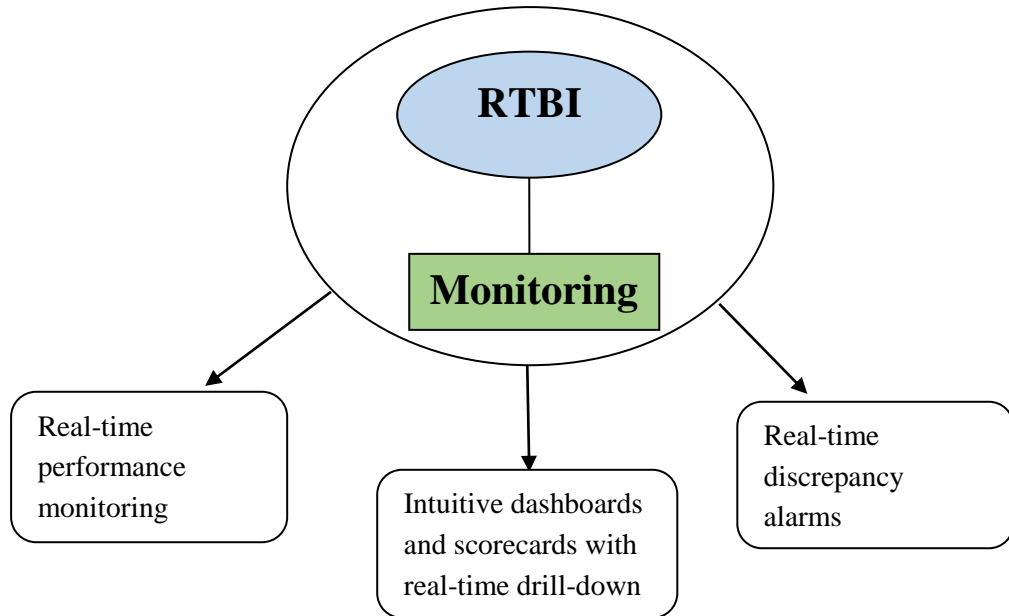 RTBI
Monitoring
Real-time
performance
monitoring
Intuitive dashboards
and scorecards with
real-time drill-down
Real-time
discrepancy
alarms